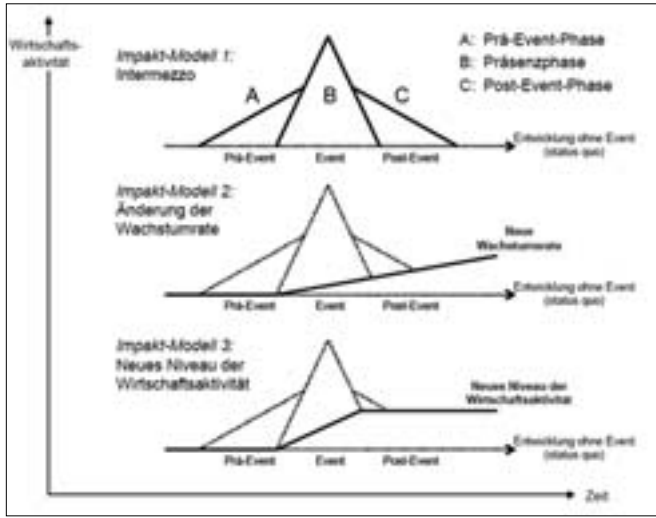 Wirtschafts-
aktivität
Impakt-Modell 1:
Intermezzo
A
B
C
A: Prä-Event-Phase
B: Präsenzphase
C: Post-Event-Phase
Entwicklung ohne Event
(status quo)
Prä-Event
Event
Post-Event
Impakt-Modell 2:
Änderung der
Wachstumrate
Neue
Wachstumsrate
Entwicklung ohne Event
(status quo)
Prä-Event
Event
Post-Event
Impakt-Modell 3:
Neues Niveau der
Wirtschaftsaktivität
Neues Niveau der
Wirtschaftsaktivität
Entwicklung ohne Event
(status quo)
Prä-Event
Event
Post-Event
Zeit